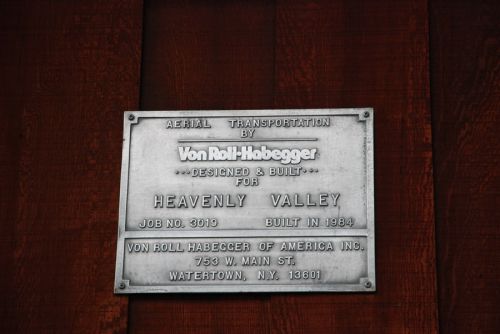 AERIAL TRANSPORTATION
BY
Von Roll-Habegger
•••DESIGNED & BUILT•••
FOR
HEAVENLY VALLEY
JOB NO. 3019 BUILT IN 1984
VON ROLL HABEGGER OF AMERICA INC.
753 W. MAIN ST.
WATERTOWN, N.Y. 13601